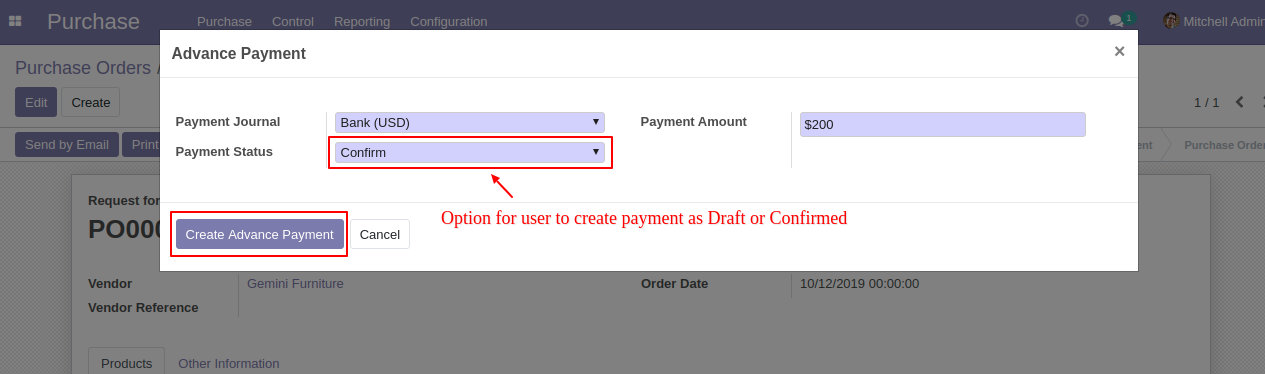 Purchase Purchase Control Reporting Configuration 1 Mitchell Admin
Advance Payment ×
Purchase Orders /
Edit Create 1 / 1
Payment Journal Bank (USD) Payment Amount $200
Payment Status Confirm
Send by Email Print Purchase Order
Request for
Option for user to create payment as Draft or Confirmed
Create Advance Payment Cancel
Vendor Gemini Furniture Order Date 10/12/2019 00:00:00
Vendor Reference
Products Other Information